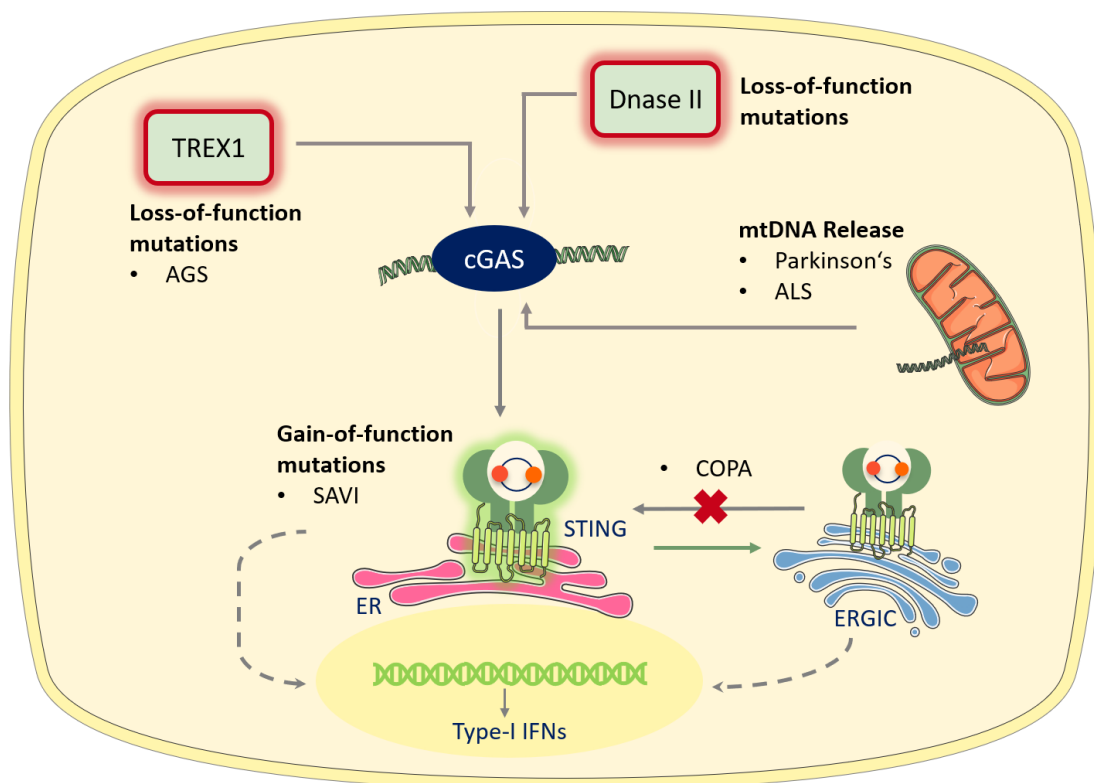 TREX1
Loss-of-function
mutations
• AGS
Dnase II
Loss-of-function
mutations
cGAS
mtDNA Release
• Parkinson‘s
• ALS
Gain-of-function
mutations
• SAVI
• COPA
STING
ER
ERGIC
Type-I IFNs